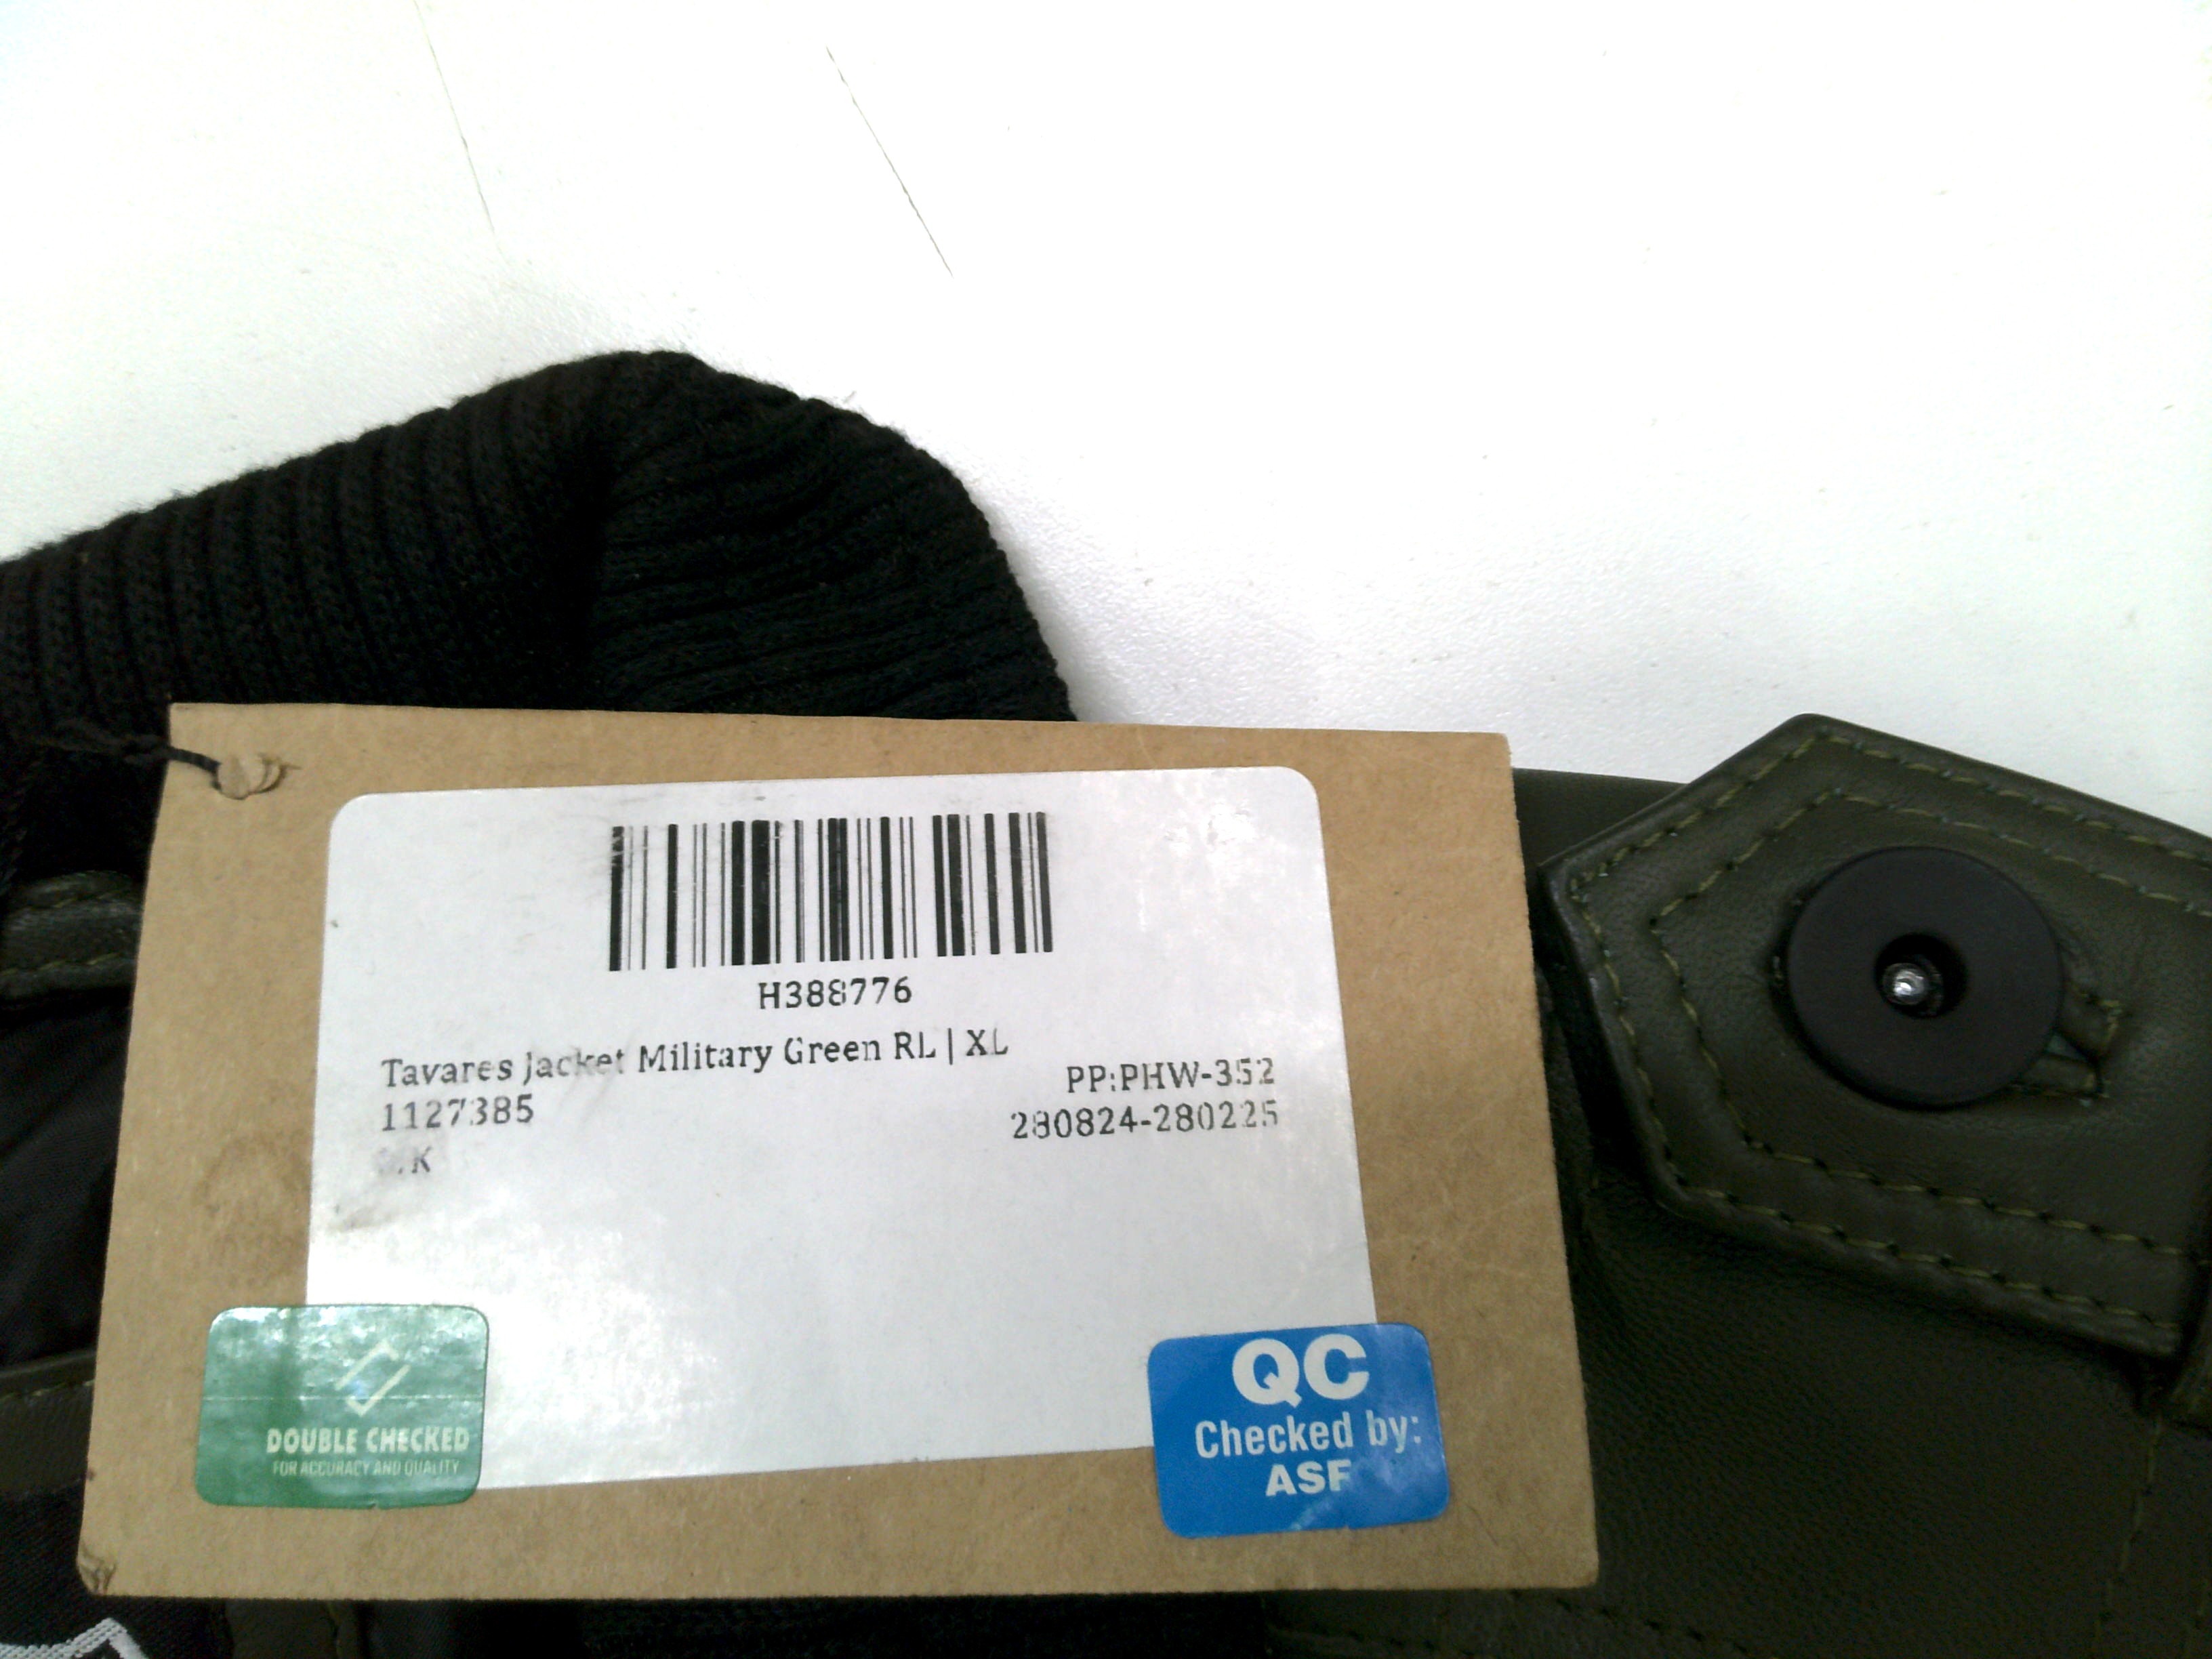 H388776
Tavares Jacket Military Green RL | XL
PP:PHW-352
1127385
280824-280225
DOUBLE CHECKED
FOR ACCURACY AND QUALITY
QC
Checked by:
ASF